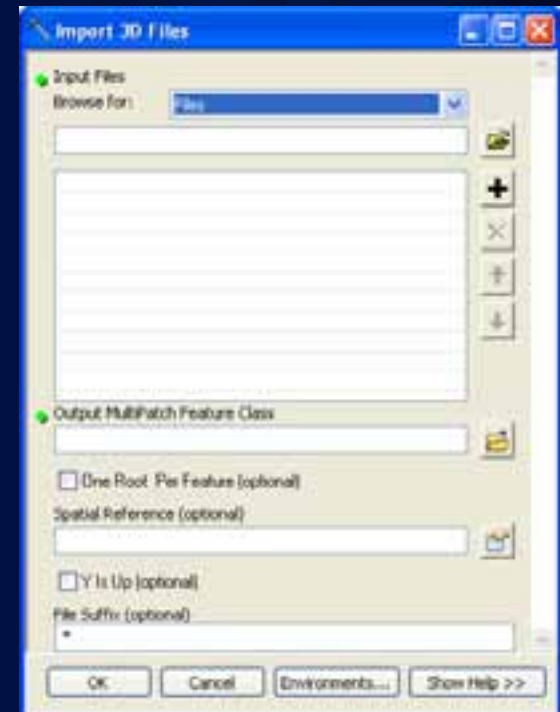 Import 3D Files
Input Files
Browse for:
Files
Output MultiPatch Feature Class
One Root Per Feature (optional)
Spatial Reference (optional)
Y Is Up (optional)
File Suffix (optional)
*
OK Cancel Environments... Show Help >>